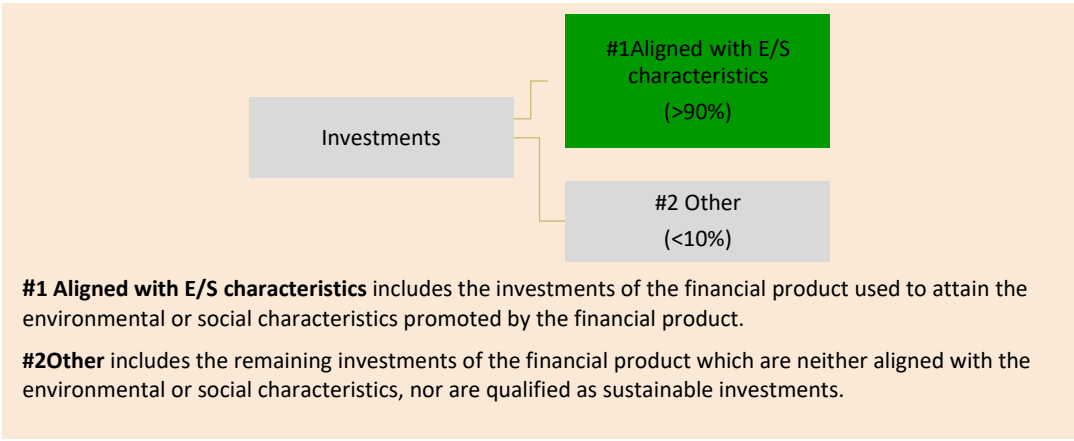 #1Aligned with E/S
characteristics
(>90%)
Investments
#2 Other
(<10%)
#1 Aligned with E/S characteristics includes the investments of the financial product used to attain the
environmental or social characteristics promoted by the financial product.
#2Other includes the remaining investments of the financial product which are neither aligned with the
environmental or social characteristics, nor are qualified as sustainable investments.